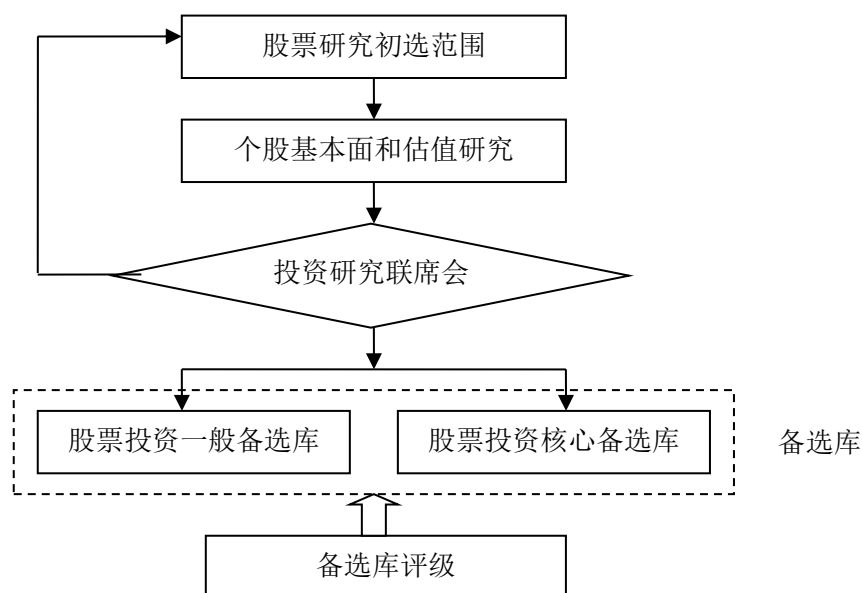 股票研究初选范围
个股基本面和估值研究
投资研究联席会
股票投资一般备选库
股票投资核心备选库
备选库
备选库评级